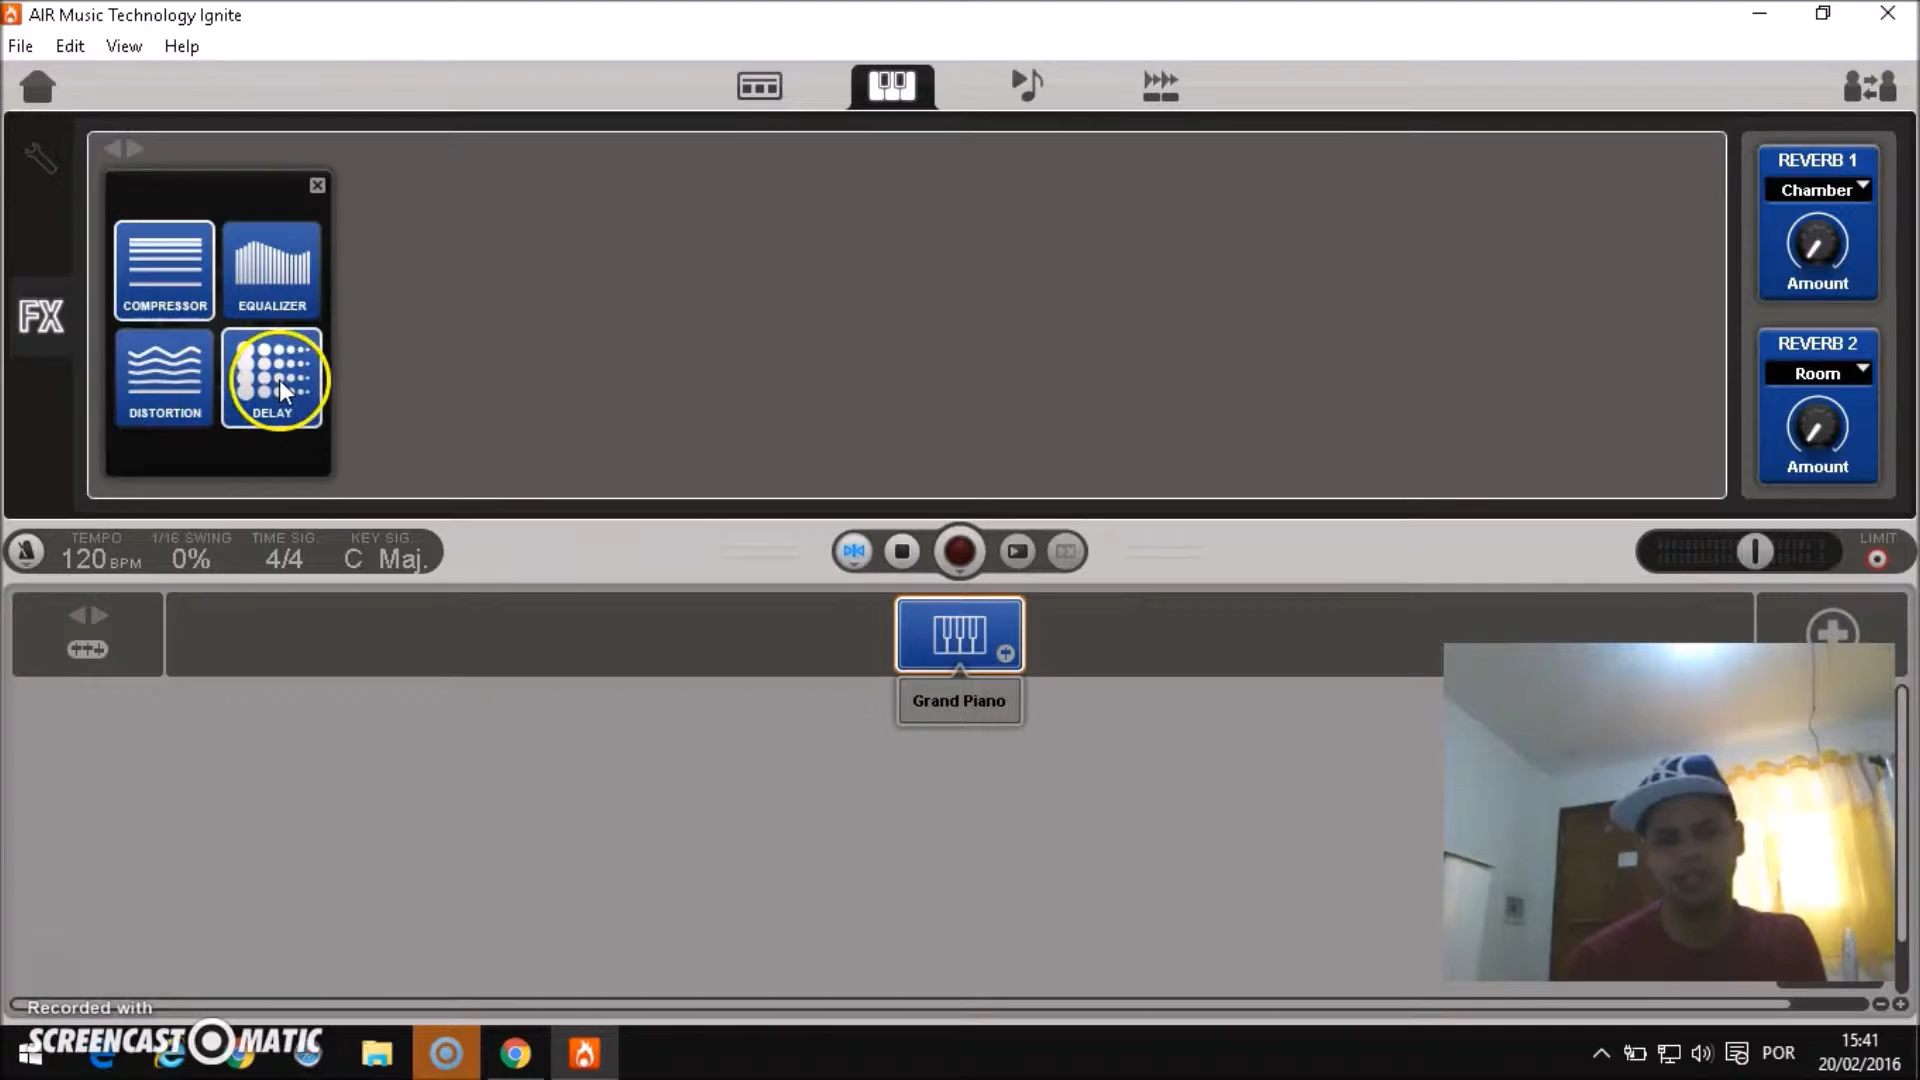 AIR Music Technology Ignite
File Edit View Help
REVERB 1
Chamber
Amount
COMPRESSOR
EQUALIZER
DISTORTION
DELAY
FX
REVERB 2
Room
Amount
TEMPO 1/16 SWING TIME SIG. KEY SIG.
120 BPM 0% 4/4 C Maj.
LIMIT
Grand Piano
Recorded with
SCREENCAST MATIC
POR
15:41
20/02/2016